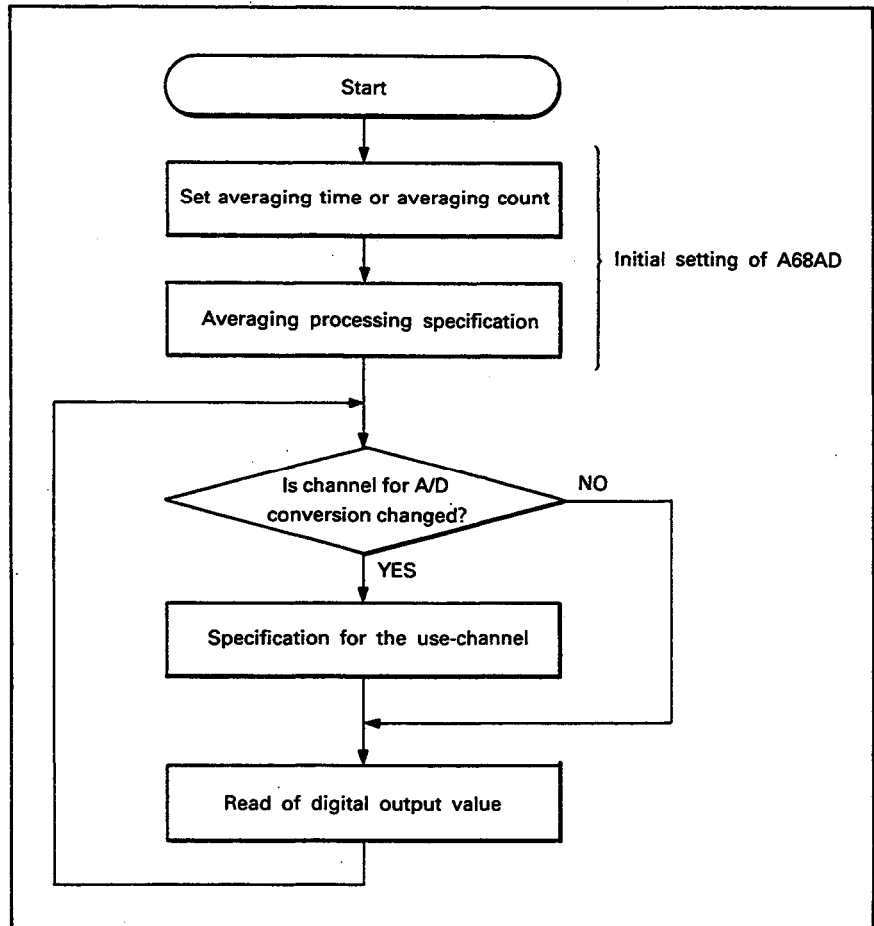 Start
Set averaging time or averaging count
Initial setting of A68AD
Averaging processing specification
Is channel for A/D
conversion changed?
NO
YES
Specification for the use-channel
Read of digital output value